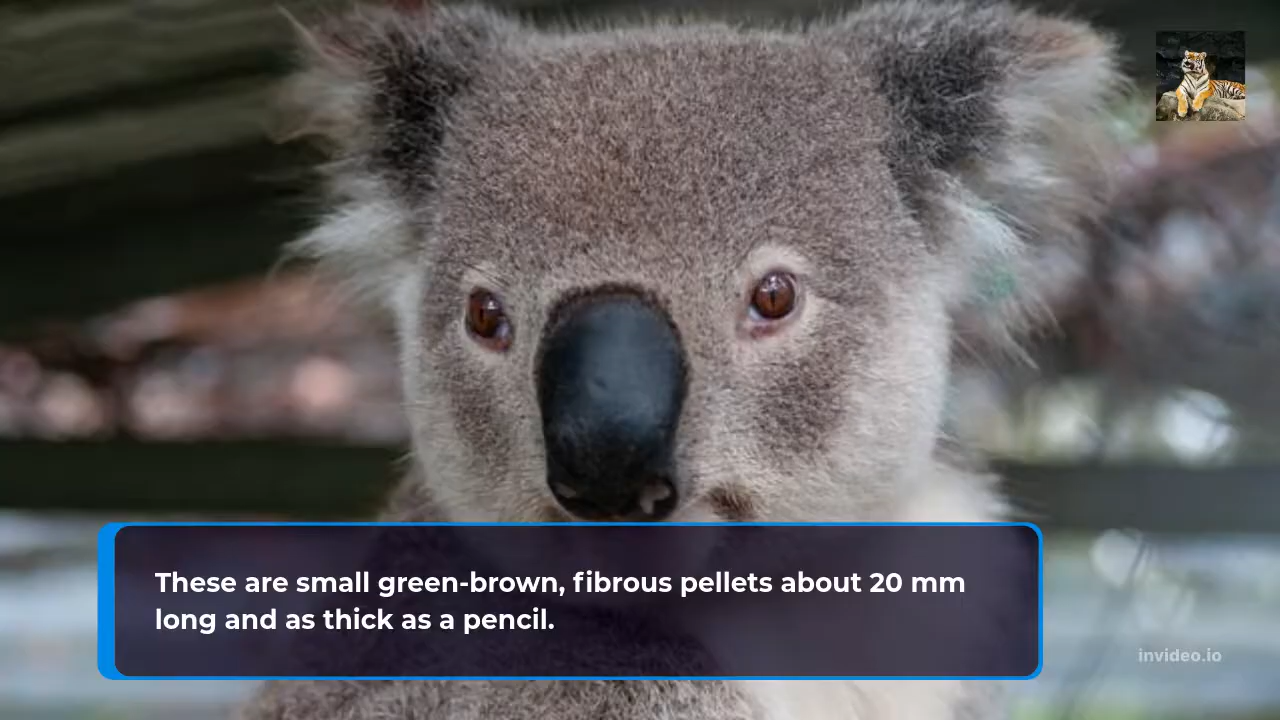 These are small green-brown, fibrous pellets about 20 mm
long and as thick as a pencil.
invideo.io